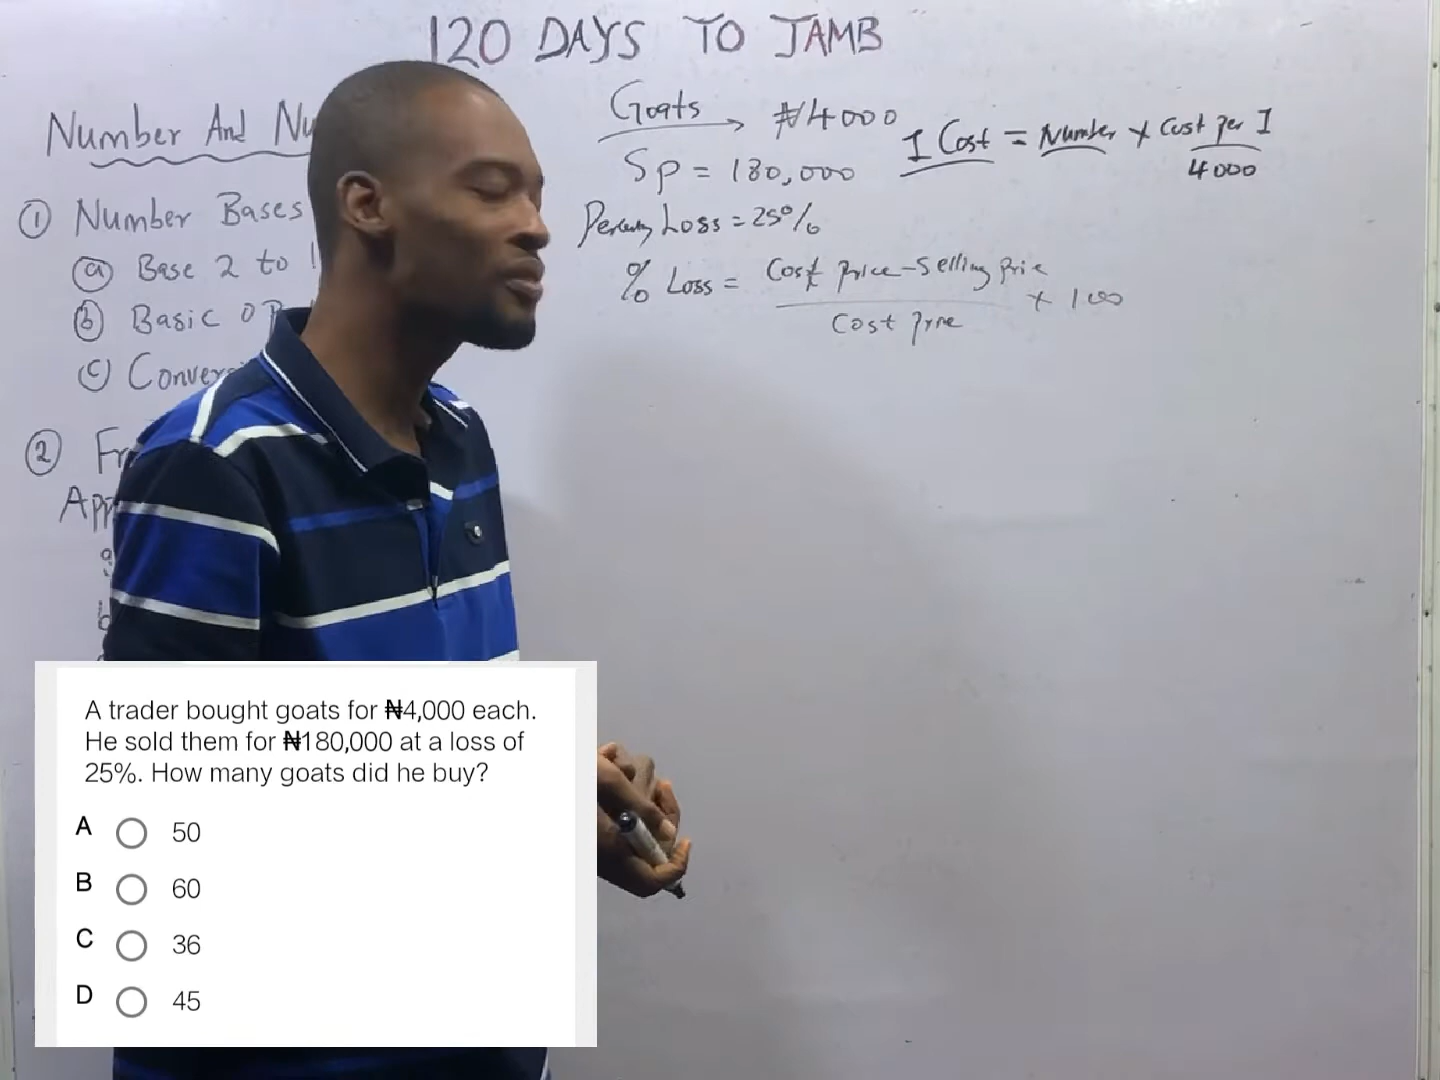 120 DAYS TO JAMB
Number And Nu
① Number Bases
ⓐ Base 2 to 1
ⓑ Basic OP
ⓒ Conver
② Fr
App
a
b
Goats → ₦4000
SP = 180,000
Loss = 25%
% Loss = Cost Price - Selling Price
Cost Price
× 100
Cost = Number × Cost per 1
4000
A trader bought goats for ₦4,000 each.
He sold them for ₦180,000 at a loss of
25%. How many goats did he buy?
A 50
B 60
C 36
D 45